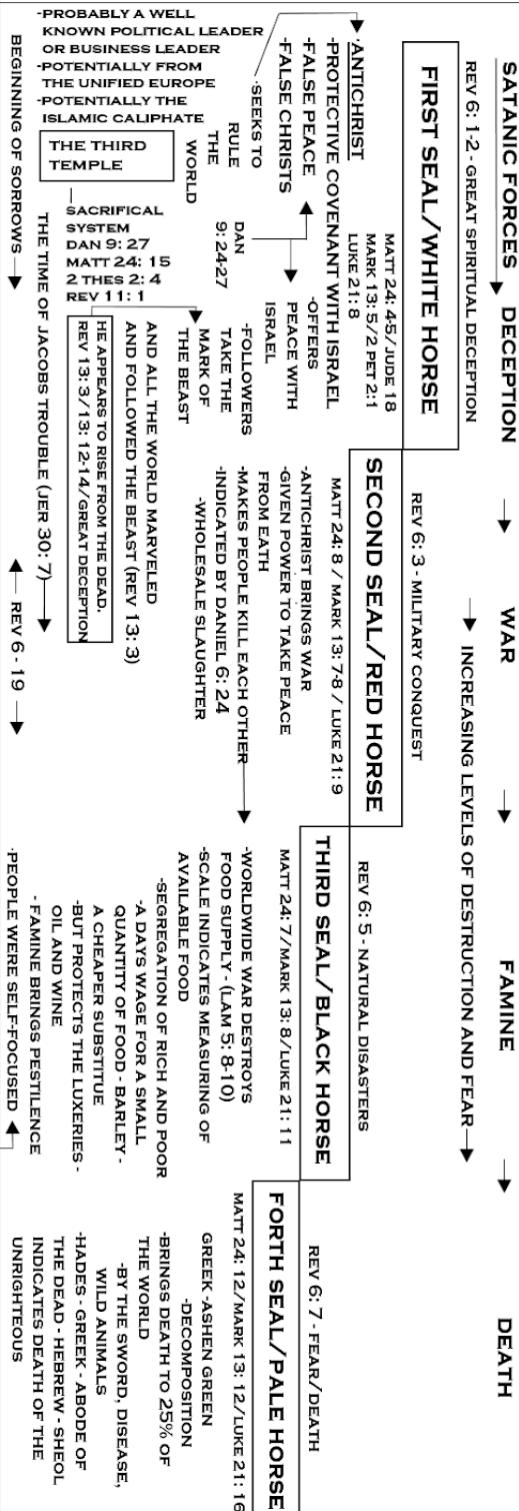 SATANIC FORCES
DECEPTION
WAR
FAMINE
DEATH
INCREASING LEVELS OF DESTRUCTION AND FEAR
REV 6: 1-2 - GREAT SPIRITUAL DECEPTION
FIRST SEAL/WHITE HORSE
MATT 24: 4-5/JUDE 18
MARK 13: 5/2 PET 2:1
LUKE 21: 8
·ANTICHRIST
-PROTECTIVE COVENANT WITH ISRAEL
-FALSE PEACE
-FALSE CHRISTS
·SEEKS TO
RULE
THE
WORLD
DAN
9: 24-27
-OFFERS
PEACE WITH
ISRAEL
-FOLLOWERS
TAKE THE
MARK OF
THE BEAST
-PROBABLY A WELL
KNOWN POLITICAL LEADER
OR BUSINESS LEADER
-POTENTIALLY FROM
THE UNIFIED EUROPE
-POTENTIALLY THE
ISLAMIC CALIPHATE
THE THIRD
TEMPLE
SACRIFICAL
SYSTEM
DAN 9: 27
MATT 24: 15
2 THES 2: 4
REV 11: 1
AND ALL THE WORLD MARVELED
AND FOLLOWED THE BEAST (REV 13: 3)
HE APPEARS TO RISE FROM THE DEAD.
REV 13: 3/13: 12-14/GREAT DECEPTION
THE TIME OF JACOBS TROUBLE (JER 30: 7)
BEGINNING OF SORROWS
REV 6 - 19
REV 6: 3 - MILITARY CONQUEST
SECOND SEAL/RED HORSE
MATT 24: 8 / MARK 13: 7-8 / LUKE 21: 9
-ANTICHRIST BRINGS WAR
-GIVEN POWER TO TAKE PEACE
FROM EATH
-MAKES PEOPLE KILL EACH OTHER
-INDICATED BY DANIEL 6: 24
-WHOLESALE SLAUGHTER
REV 6: 5 - NATURAL DISASTERS
THIRD SEAL/BLACK HORSE
MATT 24: 7/MARK 13: 8/LUKE 21: 11
-WORLDWIDE WAR DESTROYS
FOOD SUPPLY - (LAM 5: 8-10)
-SCALE INDICATES MEASURING OF
AVAILABLE FOOD
-SEGREGATION OF RICH AND POOR
-A DAYS WAGE FOR A SMALL
QUANTITY OF FOOD - BARLEY -
A CHEAPER SUBSTITUE
-BUT PROTECTS THE LUXERIES -
OIL AND WINE
- FAMINE BRINGS PESTILENCE
·PEOPLE WERE SELF-FOCUSED
REV 6: 7 - FEAR/DEATH
FORTH SEAL/PALE HORSE
MATT 24: 12/MARK 13: 12/LUKE 21: 16
GREEK -ASHEN GREEN
-DECOMPOSITION
-BRINGS DEATH TO 25% OF
THE WORLD
-BY THE SWORD, DISEASE,
WILD ANIMALS
-HADES - GREEK - ABODE OF
THE DEAD - HEBREW - SHEOL
INDICATES DEATH OF THE
UNRIGHTEOUS